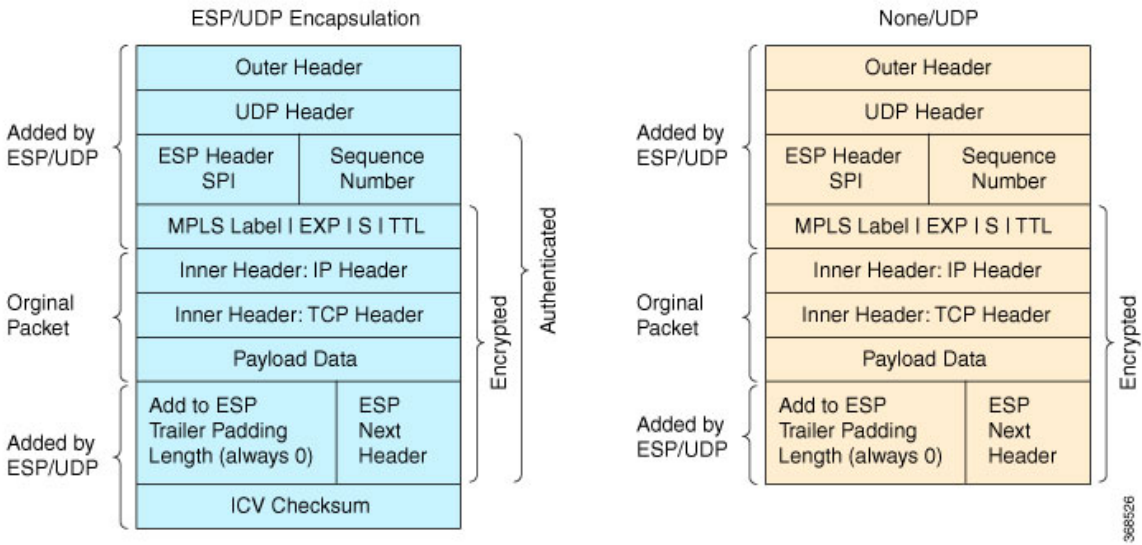 ESP/UDP Encapsulation
Added by
ESP/UDP
Outer Header
UDP Header
ESP Header
SPI
Sequence
Number
MPLS Label | EXP | S | TTL
Orginal
Packet
Inner Header: IP Header
Inner Header: TCP Header
Payload Data
Added by
ESP/UDP
Add to ESP
Trailer Padding
Length (always 0)
ESP
Next
Header
ICV Checksum
Encrypted
Authenticated
None/UDP
Added by
ESP/UDP
Outer Header
UDP Header
ESP Header
SPI
Sequence
Number
MPLS Label | EXP | S | TTL
Orginal
Packet
Inner Header: IP Header
Inner Header: TCP Header
Payload Data
Added by
ESP/UDP
Add to ESP
Trailer Padding
Length (always 0)
ESP
Next
Header
Encrypted
368526